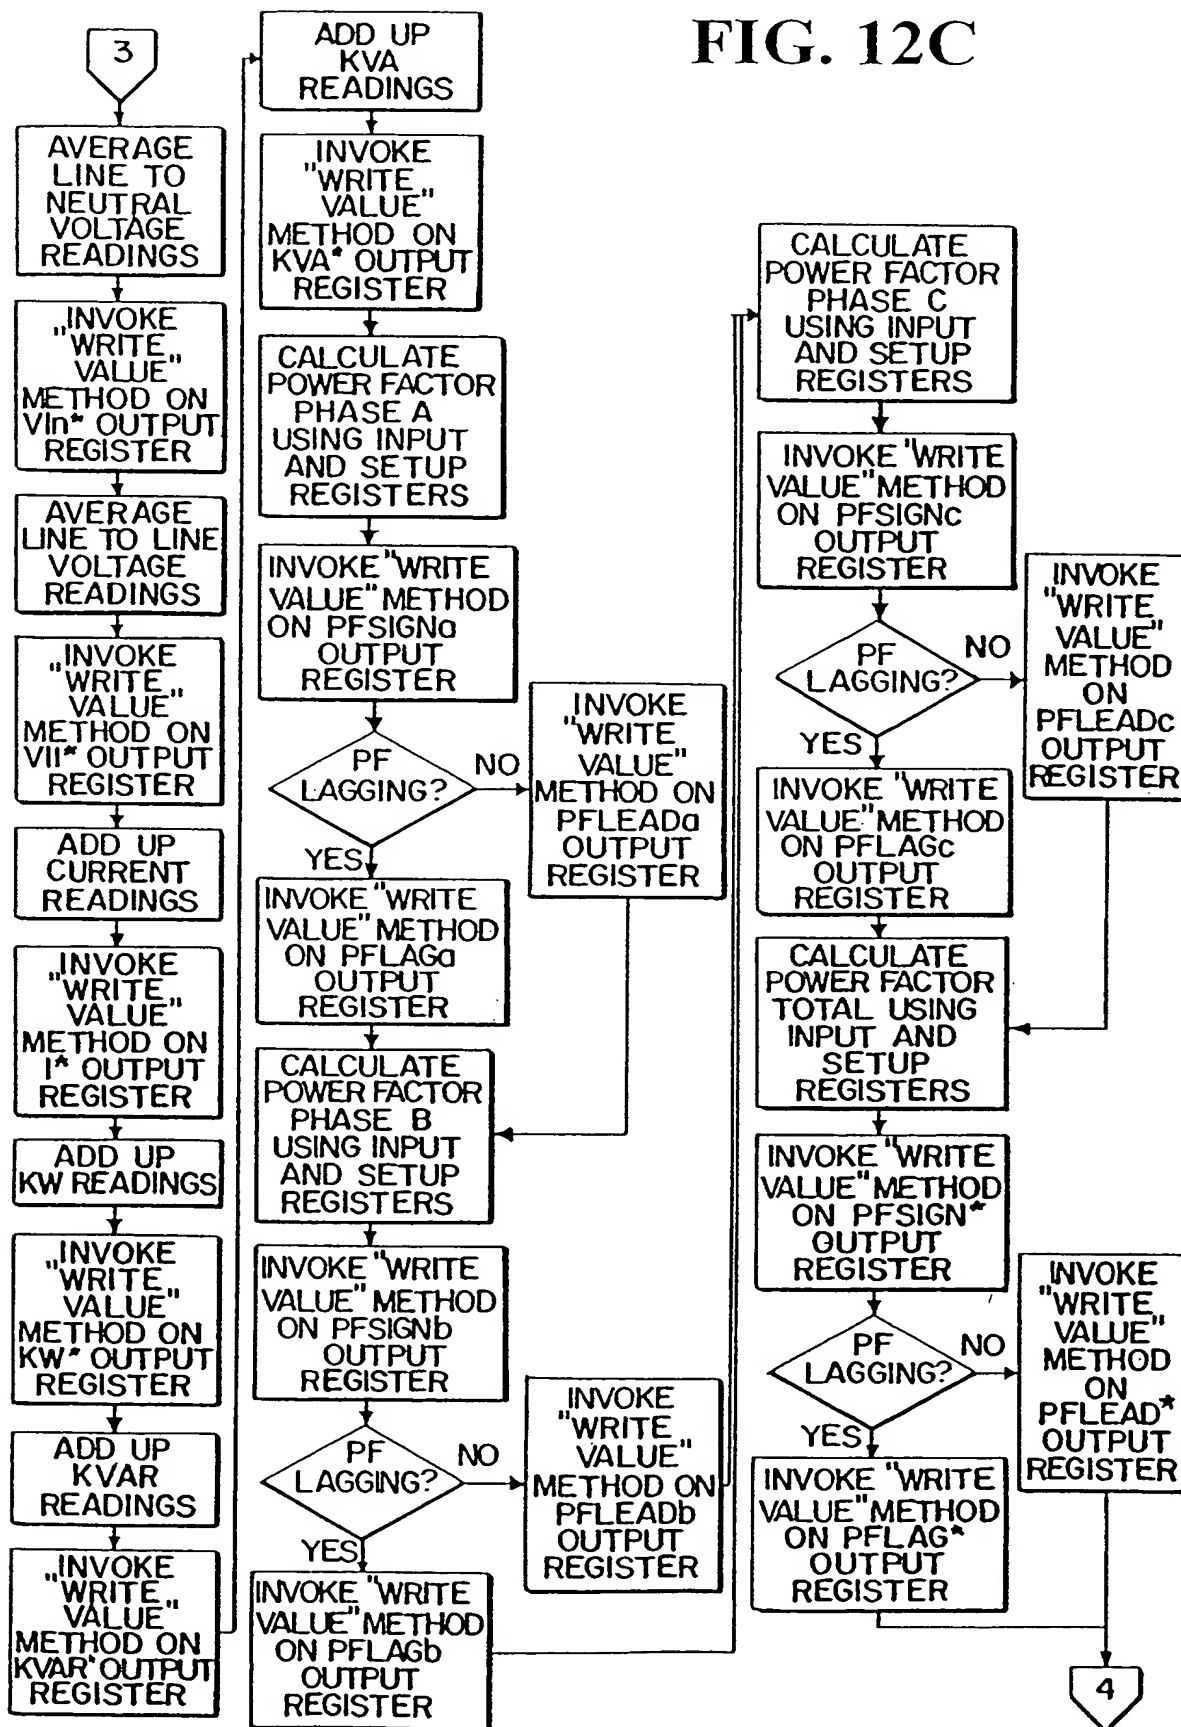 FIG. 12C
3
AVERAGE
LINE TO
NEUTRAL
VOLTAGE
READINGS
"INVOKE
"WRITE
VALUE"
METHOD ON
Vln* OUTPUT
REGISTER
AVERAGE
LINE TO LINE
VOLTAGE
READINGS
"INVOKE
"WRITE
VALUE"
METHOD ON
Vll* OUTPUT
REGISTER
ADD UP
CURRENT
READINGS
"INVOKE
"WRITE
VALUE"
METHOD ON
I* OUTPUT
REGISTER
ADD UP
KW READINGS
"INVOKE
"WRITE
VALUE"
METHOD ON
KW* OUTPUT
REGISTER
ADD UP
KVAR
READINGS
"INVOKE
"WRITE
VALUE"
METHOD ON
KVAR* OUTPUT
REGISTER
ADD UP
KVA
READINGS
INVOKE
"WRITE
VALUE"
METHOD ON
KVA* OUTPUT
REGISTER
CALCULATE
POWER FACTOR
PHASE A
USING INPUT
AND SETUP
REGISTERS
INVOKE "WRITE
VALUE" METHOD
ON PFSIGNa
OUTPUT
REGISTER
PF
LAGGING?
NO
YES
INVOKE
"WRITE
VALUE"
METHOD ON
PFLEADa
OUTPUT
REGISTER
INVOKE "WRITE
VALUE" METHOD
ON PFLAGa
OUTPUT
REGISTER
CALCULATE
POWER FACTOR
PHASE B
USING INPUT
AND SETUP
REGISTERS
INVOKE "WRITE
VALUE" METHOD
ON PFSIGNb
OUTPUT
REGISTER
PF
LAGGING?
NO
YES
INVOKE
"WRITE
VALUE"
METHOD ON
PFLEADb
OUTPUT
REGISTER
INVOKE "WRITE
VALUE" METHOD
ON PFLAGb
OUTPUT
REGISTER
CALCULATE
POWER FACTOR
PHASE C
USING INPUT
AND SETUP
REGISTERS
INVOKE "WRITE
VALUE" METHOD
ON PFSIGNc
OUTPUT
REGISTER
PF
LAGGING?
NO
YES
INVOKE
"WRITE
VALUE"
METHOD
ON
PFLEADc
OUTPUT
REGISTER
INVOKE "WRITE
VALUE" METHOD
ON PFLAGc
OUTPUT
REGISTER
CALCULATE
POWER FACTOR
TOTAL USING
INPUT AND
SETUP
REGISTERS
INVOKE "WRITE
VALUE" METHOD
ON PFSIGN*
OUTPUT
REGISTER
PF
LAGGING?
NO
YES
INVOKE
"WRITE
VALUE"
METHOD
ON
PFLEAD*
OUTPUT
REGISTER
INVOKE "WRITE
VALUE" METHOD
ON PFLAG*
OUTPUT
REGISTER
4